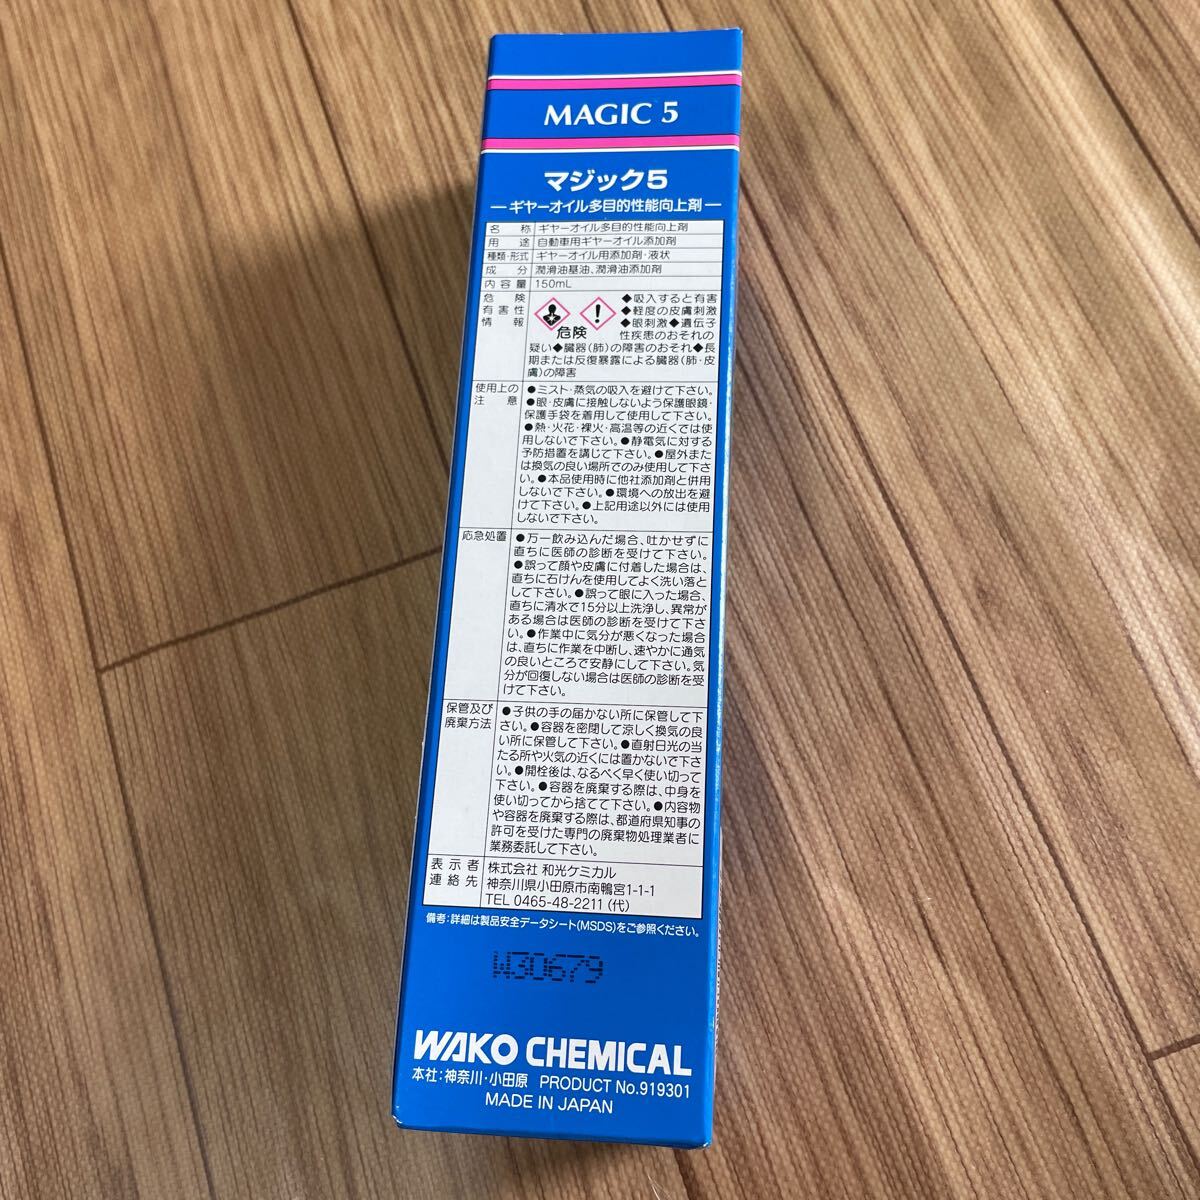 MAGIC 5
マジック5
ーギヤーオイル多目的性能向上剤ー
名称 ギヤーオイル多目的性能向上剤
用途 自動車用ギヤーオイル添加剤
種類・形式 ギヤーオイル用添加剤・液状
成分 潤滑油基油、潤滑油添加剤
内容量 150mL
危険
有害性
情報
危険
◆吸入すると有害
◆軽度の皮膚刺激
◆眼刺激◆遺伝子
性疾患のおそれの
疑い◆臓器(肺)の障害のおそれ◆長
期または反復暴露による臓器(肺・皮
膚)の障害
使用上の
注意
●ミスト・蒸気の吸入を避けて下さい。
●眼・皮膚に接触しないよう保護眼鏡・
保護手袋を着用して使用して下さい。
●熱・火花・裸火・高温等の近くでは使
用しないで下さい。●静電気に対する
予防措置を講じて下さい。●屋外また
は換気の良い場所でのみ使用して下さ
い。●本品使用時に他社添加剤と併用
しないで下さい。●環境への放出を避
けて下さい。●上記用途以外には使用
しないで下さい。
応急処置
●万一飲み込んだ場合、吐かせずに
直ちに医師の診断を受けて下さい。
●誤って顔や皮膚に付着した場合は、
直ちに石けんを使用してよく洗い落と
して下さい。●誤って眼に入った場合、
直ちに清水で15分以上洗浄し、異常が
ある場合は医師の診断を受けて下さ
い。●作業中に気分が悪くなった場合
は、直ちに作業を中断し、速やかに通気
の良いところで安静にして下さい。気
分が回復しない場合は医師の診断を受
けて下さい。
保管及び
廃棄方法
●子供の手の届かない所に保管して下
さい。●容器を密閉して涼しく換気の良
い所に保管して下さい。●直射日光の当
たる所や火気の近くには置かないで下さ
い。●開栓後は、なるべく早く使い切って
下さい。●容器を廃棄する際は、中身を
使い切ってから捨てて下さい。●内容物
や容器を廃棄する際は、都道府県知事の
許可を受けた専門の廃棄物処理業者に
業務委託して下さい。
表示者
連絡先
株式会社 和光ケミカル
神奈川県小田原市南鴨宮1-1-1
TEL 0465-48-2211(代)
備考:詳細は製品安全データシート(MSDS)をご参照ください。
W30679
WAKO CHEMICAL
本社:神奈川・小田原 PRODUCT No.919301
MADE IN JAPAN